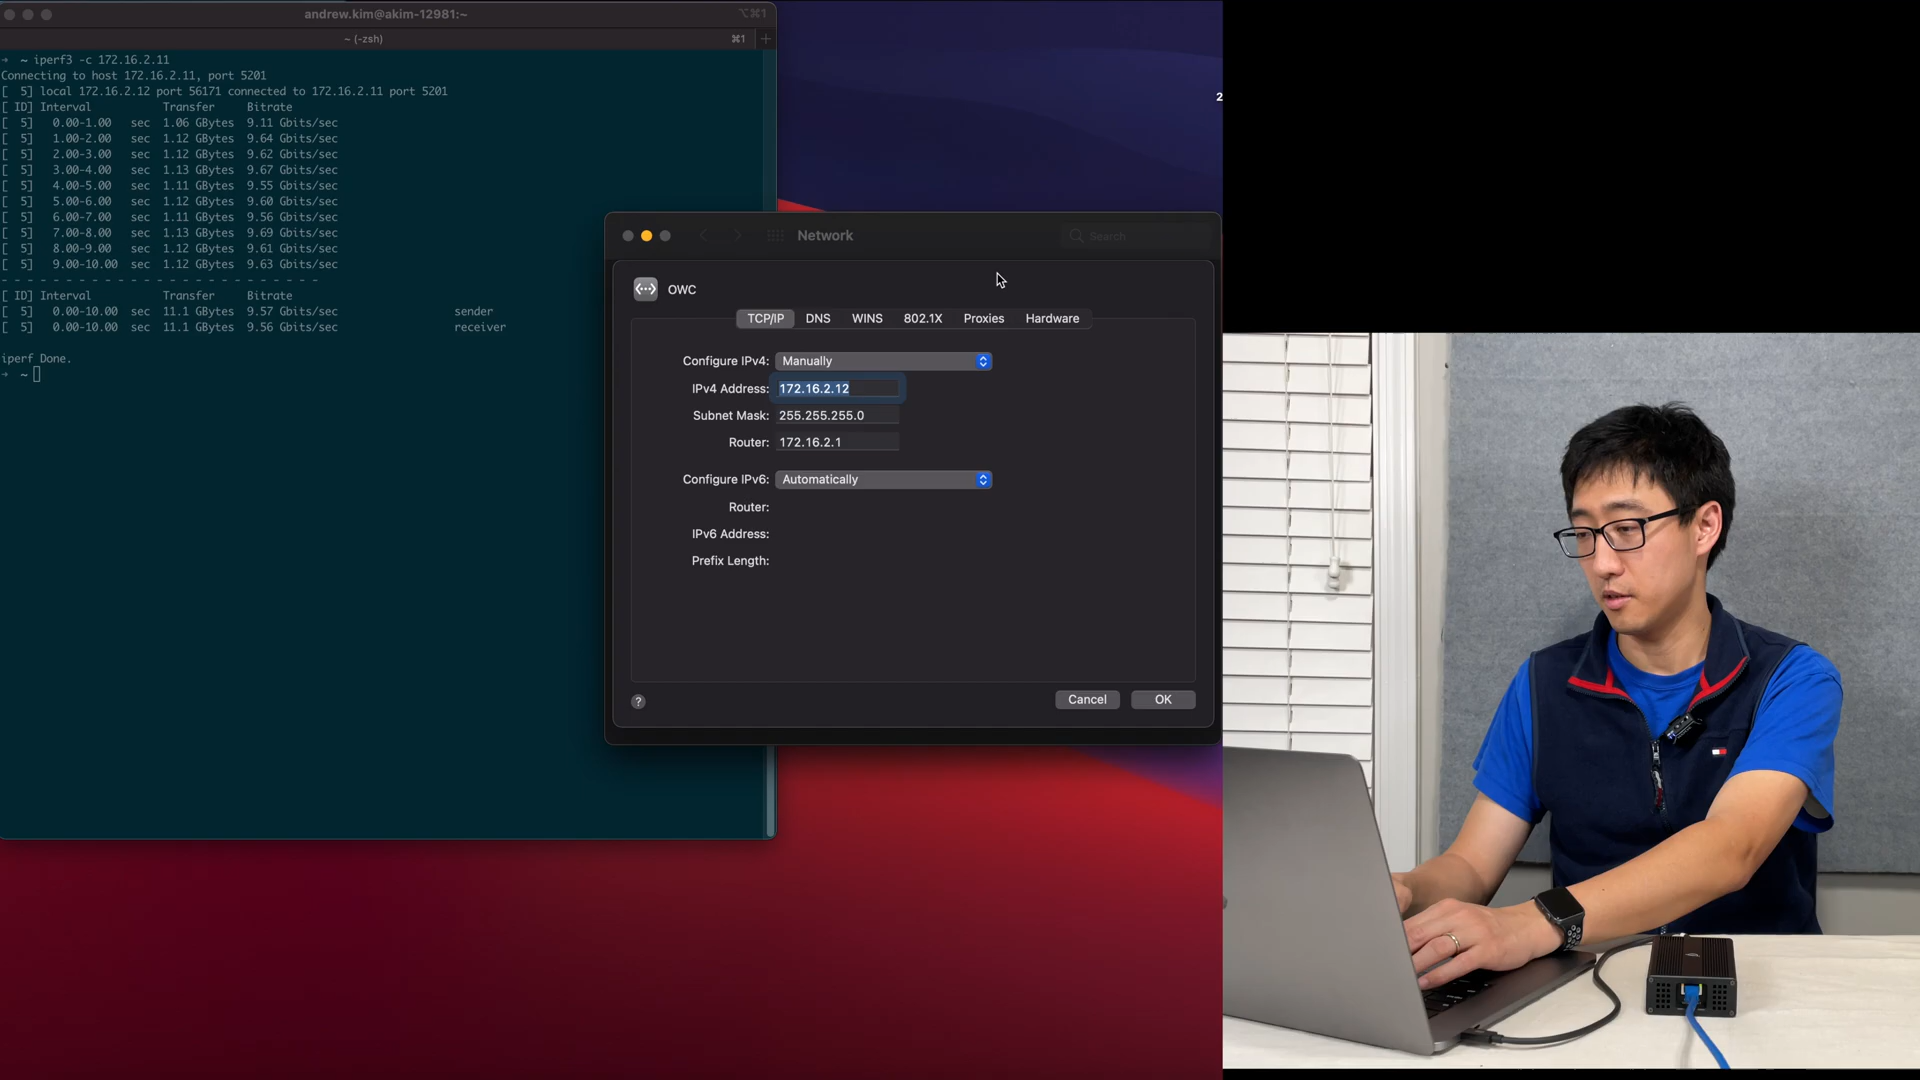 andrew.kim@akim-12981:~
⌥⌘1
~ (-zsh)
⌘1
+
→ ~ iperf3 -c 172.16.2.11
Connecting to host 172.16.2.11, port 5201
[ 5] local 172.16.2.12 port 56171 connected to 172.16.2.11 port 5201
[ ID] Interval Transfer Bitrate
[ 5] 0.00-1.00 sec 1.06 GBytes 9.11 Gbits/sec
[ 5] 1.00-2.00 sec 1.12 GBytes 9.64 Gbits/sec
[ 5] 2.00-3.00 sec 1.12 GBytes 9.62 Gbits/sec
[ 5] 3.00-4.00 sec 1.13 GBytes 9.67 Gbits/sec
[ 5] 4.00-5.00 sec 1.11 GBytes 9.55 Gbits/sec
[ 5] 5.00-6.00 sec 1.12 GBytes 9.60 Gbits/sec
[ 5] 6.00-7.00 sec 1.11 GBytes 9.56 Gbits/sec
[ 5] 7.00-8.00 sec 1.13 GBytes 9.69 Gbits/sec
[ 5] 8.00-9.00 sec 1.12 GBytes 9.61 Gbits/sec
[ 5] 9.00-10.00 sec 1.12 GBytes 9.63 Gbits/sec
- - - - - - - - - - - - - - - - - - - - - - - - -
[ ID] Interval Transfer Bitrate
[ 5] 0.00-10.00 sec 11.1 GBytes 9.57 Gbits/sec sender
[ 5] 0.00-10.00 sec 11.1 GBytes 9.56 Gbits/sec receiver
iperf Done.
→ ~
2
Network
Search
OWC
TCP/IP DNS WINS 802.1X Proxies Hardware
Configure IPv4: Manually
IPv4 Address: 172.16.2.12
Subnet Mask: 255.255.255.0
Router: 172.16.2.1
Configure IPv6: Automatically
Router:
IPv6 Address:
Prefix Length:
?
Cancel
OK